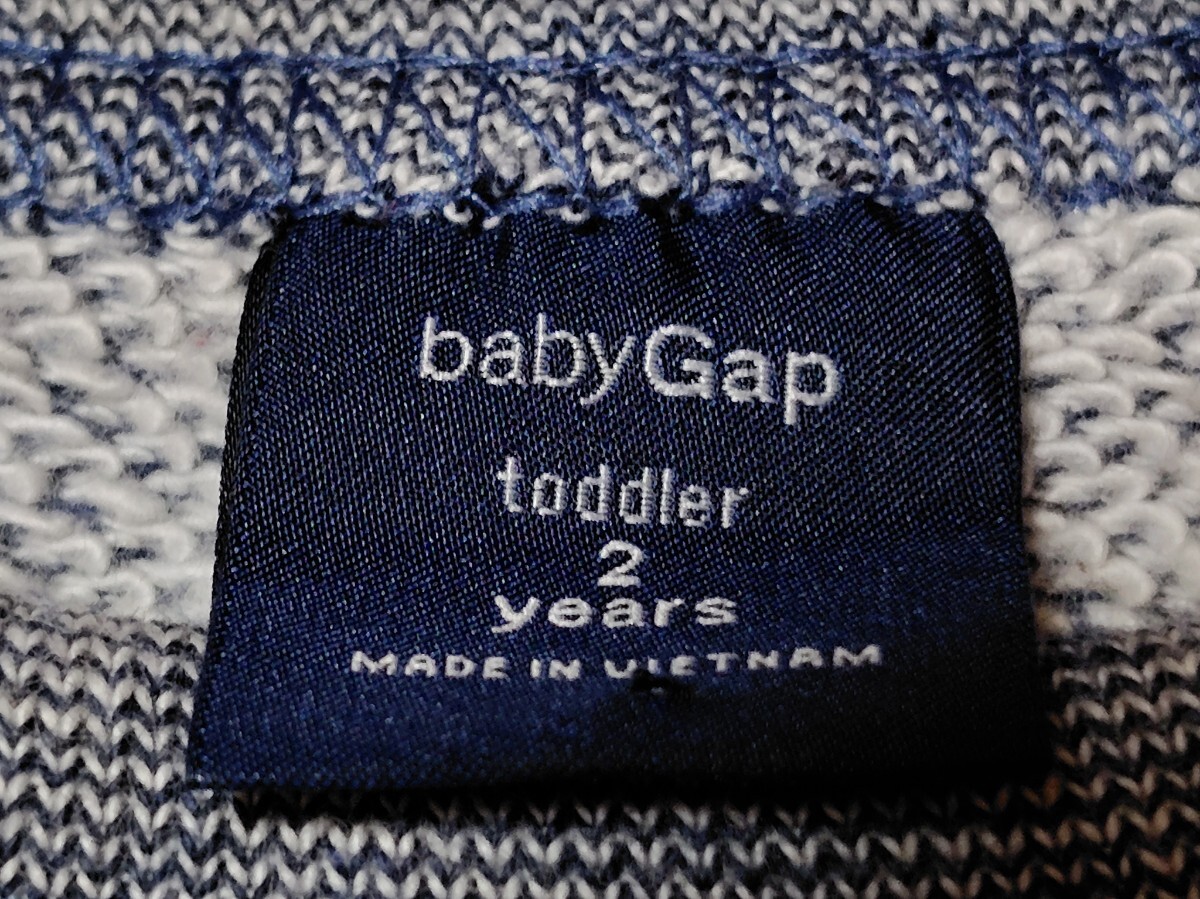 babyGap
toddler
2
years
MADE IN VIETNAM